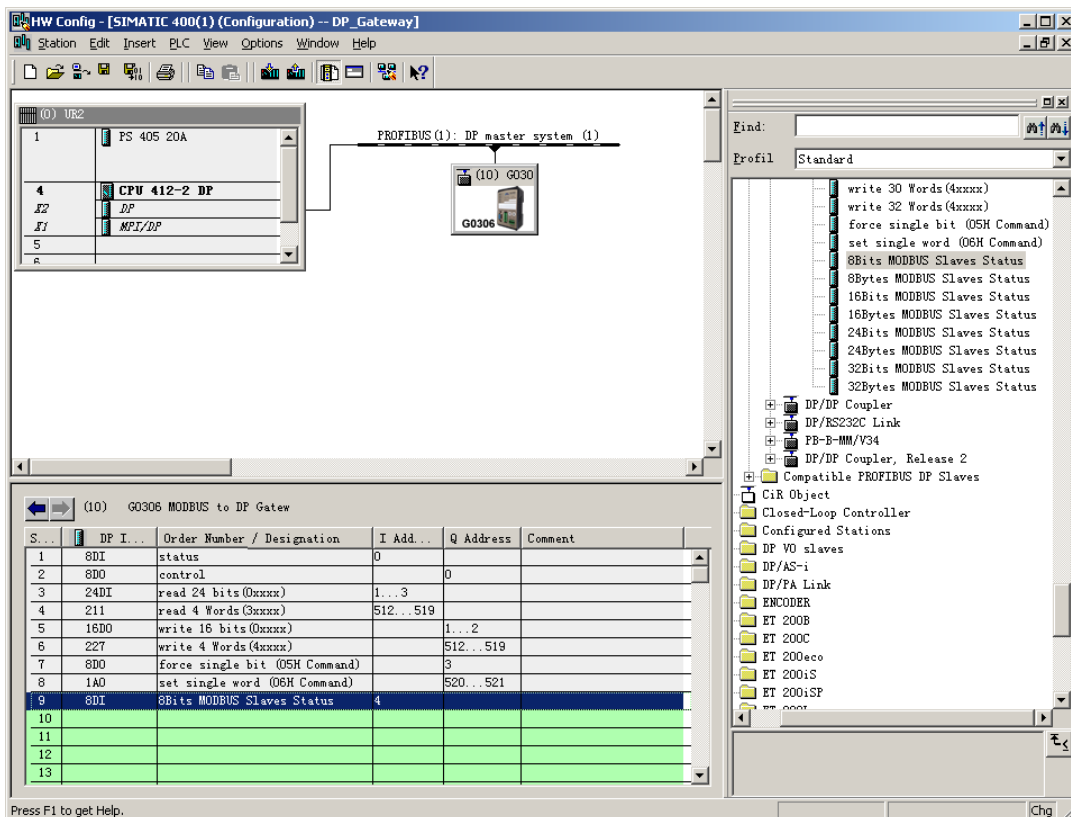 HW Config - [SIMATIC 400(1) (Configuration) -- DP_Gateway]
Station Edit Insert PLC View Options Window Help
(0) UR2
1 PS 405 20A
4 CPU 412-2 DP
X2 DP
X1 MPI/DP
5
6
PROFIBUS(1): DP master system (1)
(10) G030
G0306
Find:
Profil Standard
write 30 Words(4xxxx)
write 32 Words(4xxxx)
force single bit (05H Command)
set single word (06H Command)
8Bits MODBUS Slaves Status
8Bytes MODBUS Slaves Status
16Bits MODBUS Slaves Status
16Bytes MODBUS Slaves Status
24Bits MODBUS Slaves Status
24Bytes MODBUS Slaves Status
32Bits MODBUS Slaves Status
32Bytes MODBUS Slaves Status
DP/DP Coupler
DP/RS232C Link
PB-B-MM/V34
DP/DP Coupler, Release 2
Compatible PROFIBUS DP Slaves
CiR Object
Closed-Loop Controller
Configured Stations
DP V0 slaves
DP/AS-i
DP/PA Link
ENCODER
ET 200B
ET 200C
ET 200eco
ET 200iS
ET 200iSP
(10) G0306 MODBUS to DP Gatew
S... DP I... Order Number / Designation I Add... Q Address Comment
1 8DI status 0
2 8DO control 0
3 24DI read 24 bits(0xxxx) 1...3
4 211 read 4 Words(3xxxx) 512...519
5 16DO write 16 bits(0xxxx) 1...2
6 227 write 4 Words(4xxxx) 512...519
7 8DO force single bit (05H Command) 3
8 1AO set single word (06H Command) 520...521
9 8DI 8Bits MODBUS Slaves Status 4
10
11
12
13
Press F1 to get Help.
Chg